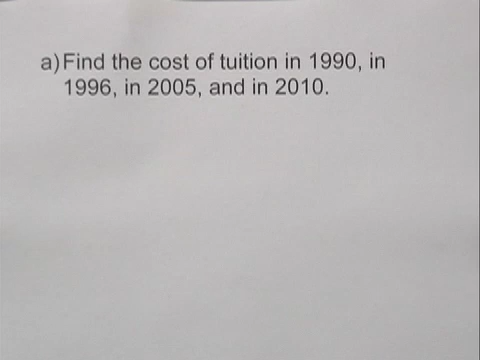 a) Find the cost of tuition in 1990, in
1996, in 2005, and in 2010.